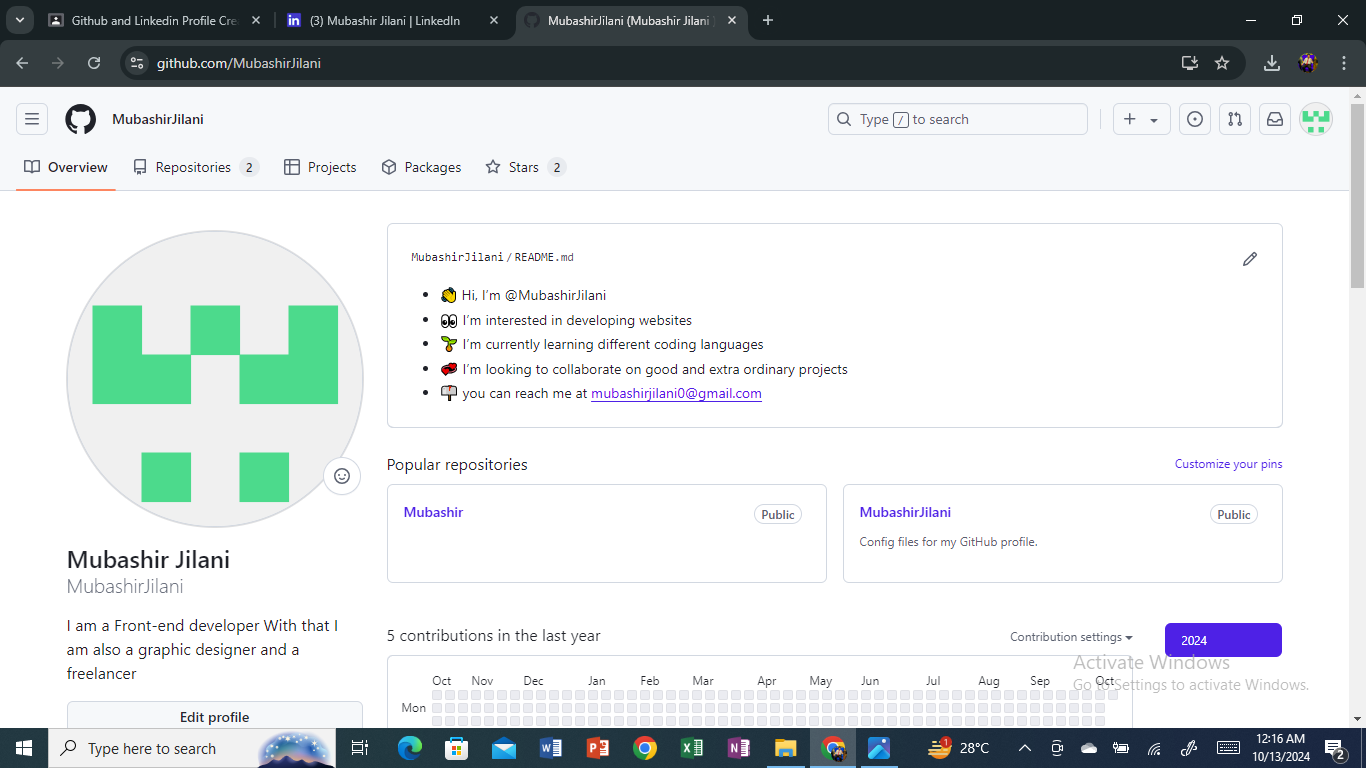 Github and Linkedin Profile Cre
(3) Mubashir Jilani | LinkedIn
MubashirJilani (Mubashir Jilani
github.com/MubashirJilani
MubashirJilani
Type / to search
Overview
Repositories 2
Projects
Packages
Stars 2
MubashirJilani / README.md
Hi, I'm @MubashirJilani
I'm interested in developing websites
I'm currently learning different coding languages
I'm looking to collaborate on good and extra ordinary projects
you can reach me at mubashirjilani0@gmail.com
Mubashir Jilani
MubashirJilani
I am a Front-end developer With that I
am also a graphic designer and a
freelancer
Edit profile
Popular repositories
Customize your pins
Mubashir
Public
MubashirJilani
Public
Config files for my GitHub profile.
5 contributions in the last year
Contribution settings
2024
Oct Nov Dec Jan Feb Mar Apr May Jun Jul Aug Sep Oct
Mon
Activate Windows
Go to Settings to activate Windows.
Type here to search
1
28°C
12:16 AM
10/13/2024
2